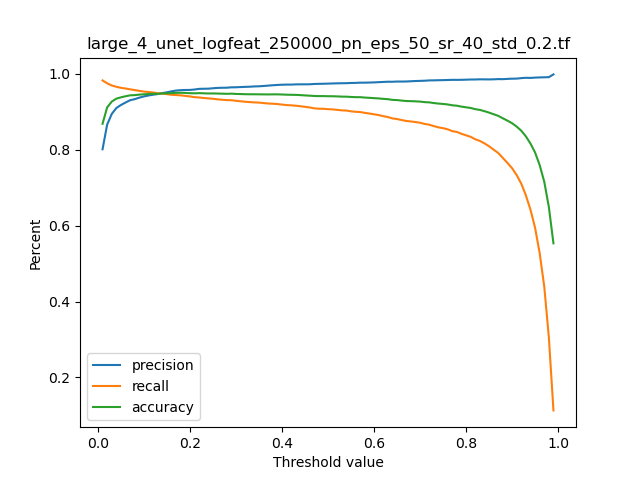 large_4_unet_logfeat_250000_pn_eps_50_sr_40_std_0.2.tf
1.0
0.8
0.6
0.4
0.2
Percent
precision
recall
accuracy
0.0 0.2 0.4 0.6 0.8 1.0
Threshold value